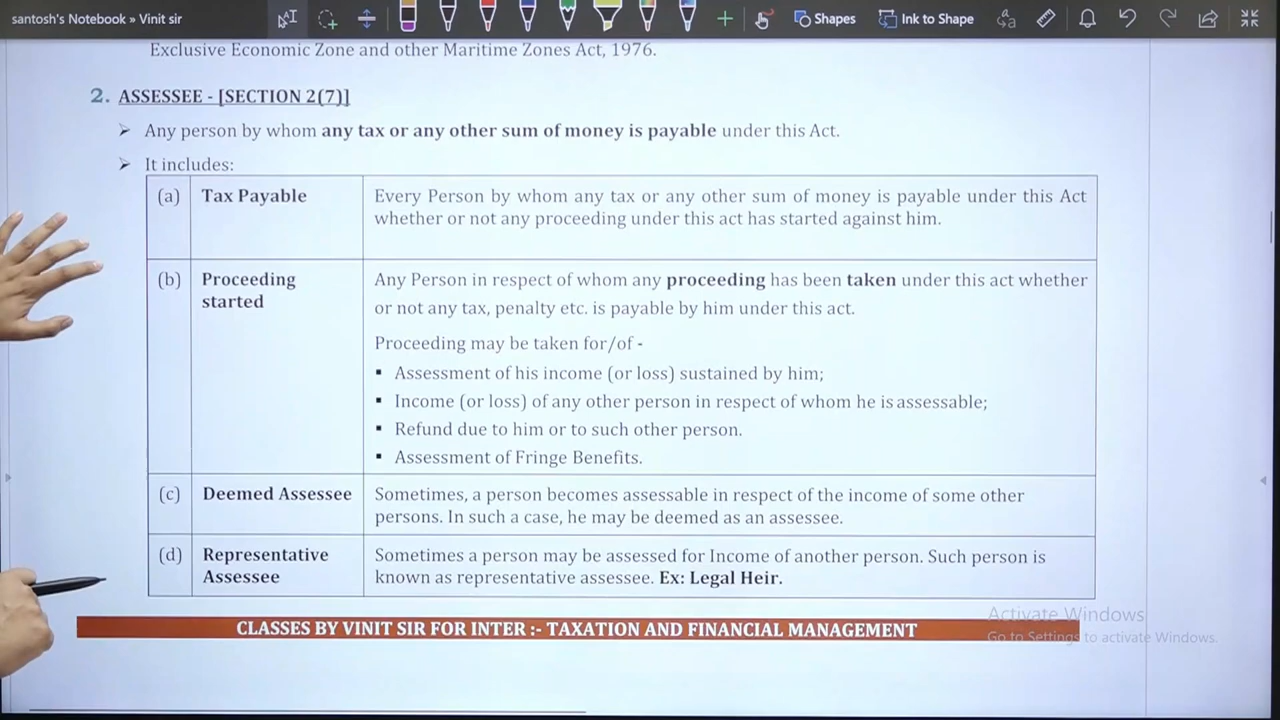 santosh's Notebook » Vinit sir
Shapes
Ink to Shape
Exclusive Economic Zone and other Maritime Zones Act, 1976.
2. ASSESSEE - [SECTION 2(7)]
➢ Any person by whom any tax or any other sum of money is payable under this Act.
➢ It includes:
(a) Tax Payable
Every Person by whom any tax or any other sum of money is payable under this Act
whether or not any proceeding under this act has started against him.
(b) Proceeding
started
Any Person in respect of whom any proceeding has been taken under this act whether
or not any tax, penalty etc. is payable by him under this act.
Proceeding may be taken for/of -
▪ Assessment of his income (or loss) sustained by him;
▪ Income (or loss) of any other person in respect of whom he is assessable;
▪ Refund due to him or to such other person.
▪ Assessment of Fringe Benefits.
(c) Deemed Assessee
Sometimes, a person becomes assessable in respect of the income of some other
persons. In such a case, he may be deemed as an assessee.
(d) Representative
Assessee
Sometimes a person may be assessed for Income of another person. Such person is
known as representative assessee. Ex: Legal Heir.
CLASSES BY VINIT SIR FOR INTER :- TAXATION AND FINANCIAL MANAGEMENT
Activate Windows
Go to Settings to activate Windows.